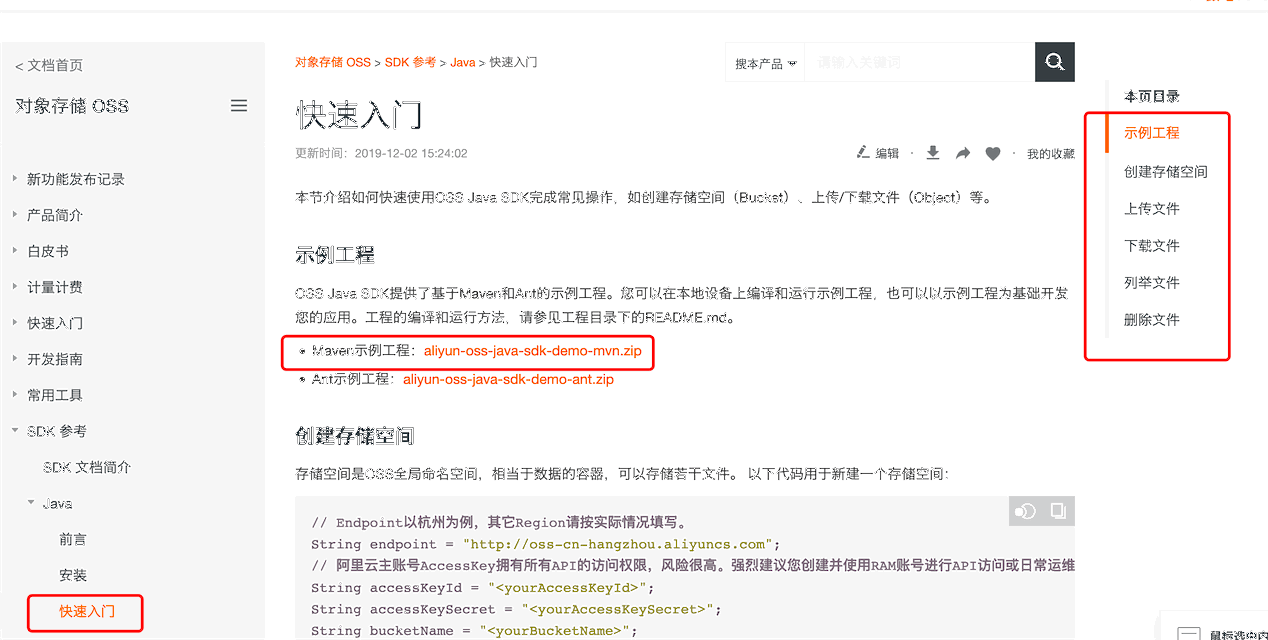 < 文档首页
对象存储 OSS
新功能发布记录
产品简介
白皮书
计量计费
快速入门
开发指南
常用工具
SDK 参考
SDK 文档简介
Java
前言
安装
快速入门
对象存储 OSS > SDK 参考 > Java > 快速入门
搜本产品
请输入关键词
快速入门
更新时间：2019-12-02 15:24:02
编辑 · · 我的收藏
本节介绍如何快速使用OSS Java SDK完成常见操作，如创建存储空间（Bucket）、上传/下载文件（Object）等。
示例工程
OSS Java SDK提供了基于Maven和Ant的示例工程。您可以在本地设备上编译和运行示例工程，也可以以示例工程为基础开发
您的应用。工程的编译和运行方法，请参见工程目录下的README.md。
• Maven示例工程：aliyun-oss-java-sdk-demo-mvn.zip
• Ant示例工程：aliyun-oss-java-sdk-demo-ant.zip
创建存储空间
存储空间是OSS全局命名空间，相当于数据的容器，可以存储若干文件。 以下代码用于新建一个存储空间：
// Endpoint以杭州为例，其它Region请按实际情况填写。
String endpoint = "http://oss-cn-hangzhou.aliyuncs.com";
// 阿里云主账号AccessKey拥有所有API的访问权限，风险很高。强烈建议您创建并使用RAM账号进行API访问或日常运维
String accessKeyId = "<yourAccessKeyId>";
String accessKeySecret = "<yourAccessKeySecret>";
String bucketName = "<yourBucketName>";
本页目录
示例工程
创建存储空间
上传文件
下载文件
列举文件
删除文件
鼠标选中内